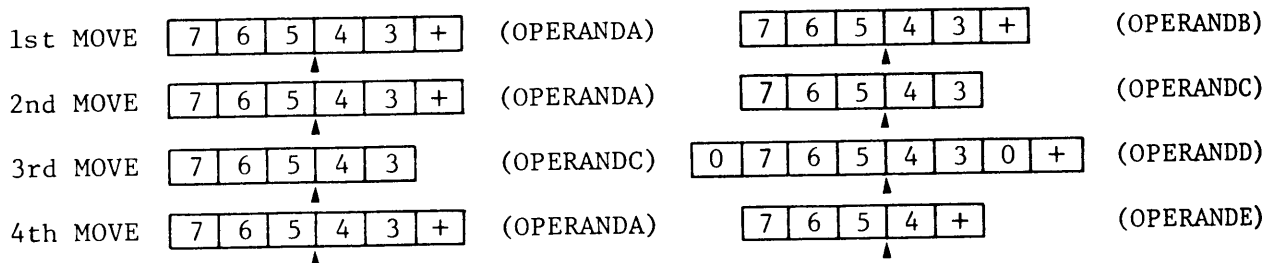 1st MOVE 7 6 5 4 3 + (OPERANDA) 7 6 5 4 3 + (OPERANDB)
2nd MOVE 7 6 5 4 3 + (OPERANDA) 7 6 5 4 3 (OPERANDC)
3rd MOVE 7 6 5 4 3 (OPERANDC) 0 7 6 5 4 3 0 + (OPERANDD)
4th MOVE 7 6 5 4 3 + (OPERANDA) 7 6 5 4 + (OPERANDE)